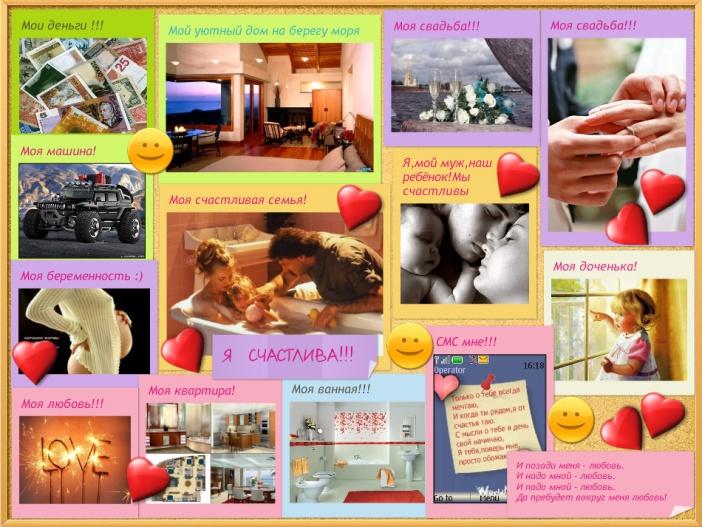 Мои деньги !!!
Мой уютный дом на берегу моря
Моя свадьба!!!
Моя свадьба!!!
Моя машина!
Я,мой муж,наш
ребёнок!Мы
счастливы
Моя счастливая семья!
Моя беременность :)
Моя доченька!
Я СЧАСТЛИВА!!!
СМС мне!!!
16:18
Operator
Только о тебе всегда
мечтаю,
И когда ты рядом,я от
счастья таю.
С мысли о тебе я день
свой начинаю,
Я тебя,поверь мне,
просто обожаю
Go to Menu
Моя любовь!!!
LOVE
Моя квартира!
Моя ванная!!!
И позади меня - любовь.
И надо мной - любовь.
И подо мной - любовь.
Да пребудет вокруг меня любовь!